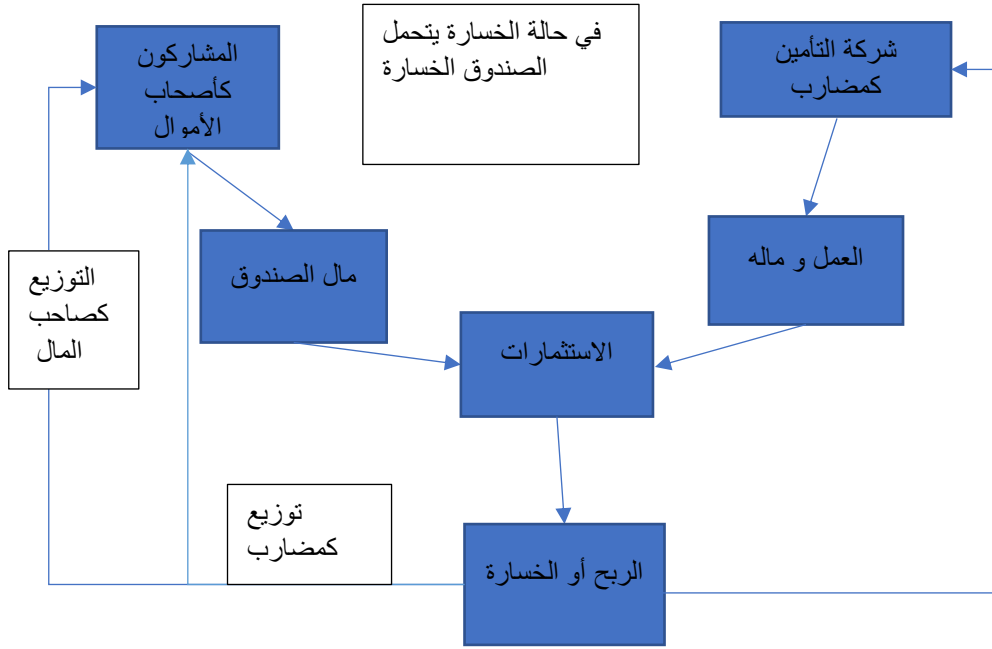 شركة التأمين
كمضارب
في حالة الخسارة يتحمل
الصندوق الخسارة
المشاركون
كأصحاب
الأموال
العمل و ماله
مال الصندوق
التوزيع
كصاحب
المال
الاستثمارات
توزيع
كمضارب
الربح أو الخسارة